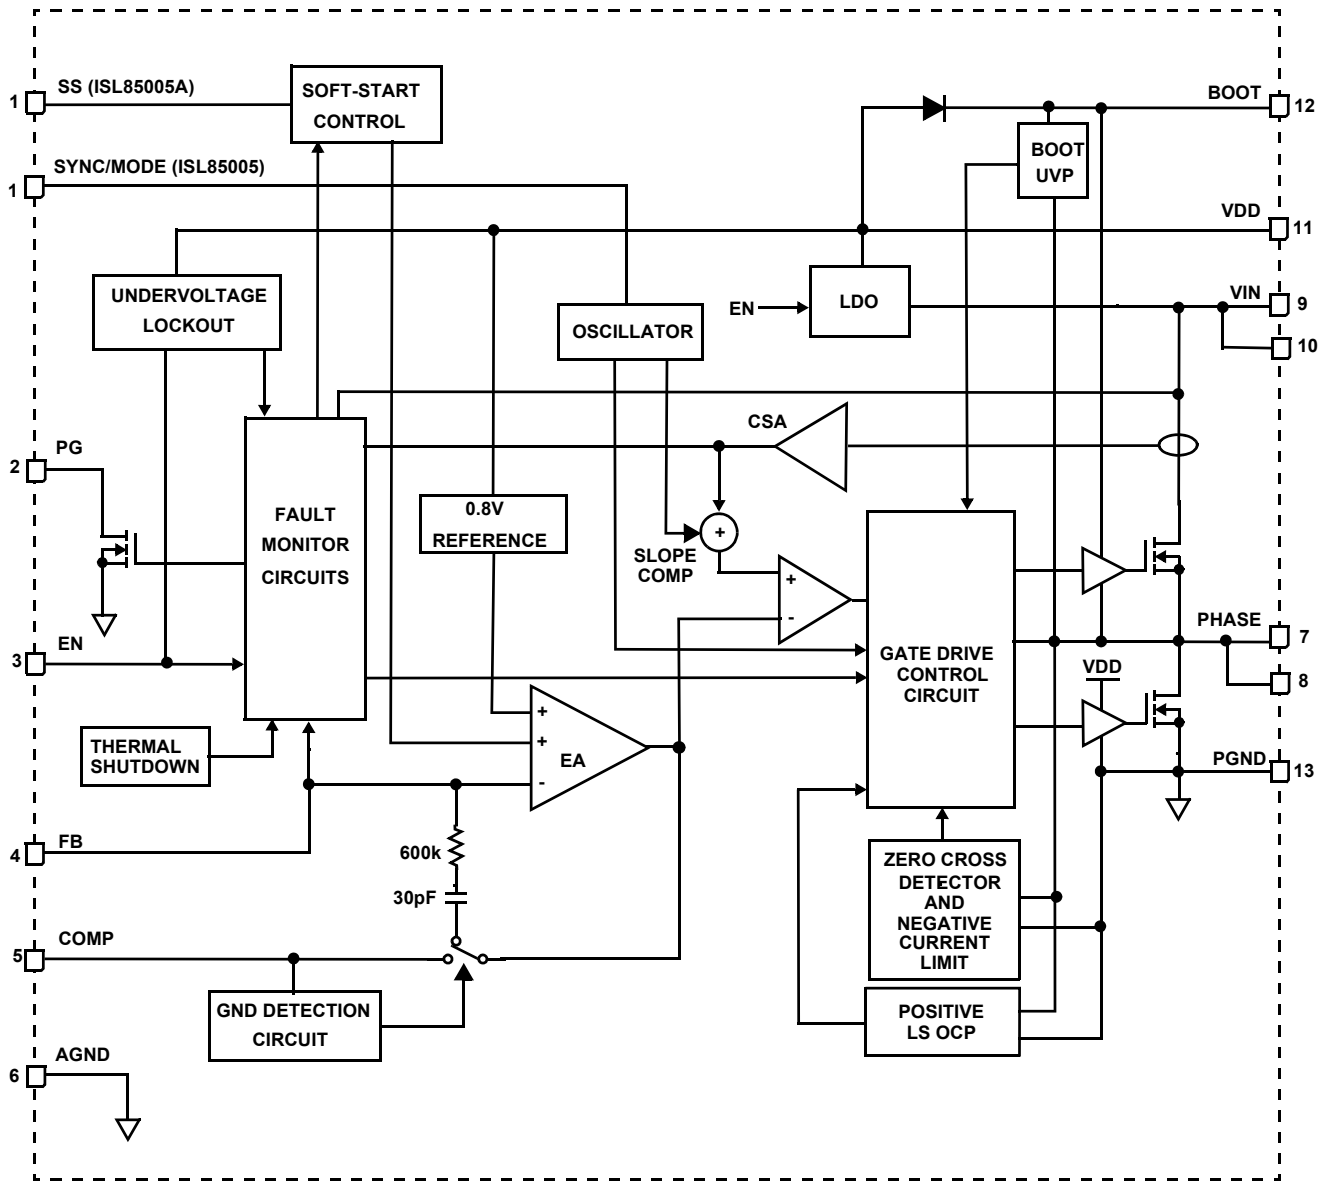 1
SS (ISL85005A)
SOFT-START
CONTROL
BOOT
12
1
SYNC/MODE (ISL85005)
BOOT
UVP
VDD
11
UNDERVOLTAGE
LOCKOUT
EN
LDO
VIN
9
10
OSCILLATOR
CSA
PG
2
FAULT
MONITOR
CIRCUITS
0.8V
REFERENCE
+
SLOPE
COMP
+
-
EN
3
GATE DRIVE
CONTROL
CIRCUIT
PHASE
7
8
VDD
THERMAL
SHUTDOWN
+
+
-
EA
PGND
13
FB
4
600k
30pF
ZERO CROSS
DETECTOR
AND
NEGATIVE
CURRENT
LIMIT
COMP
5
GND DETECTION
CIRCUIT
POSITIVE
LS OCP
AGND
6